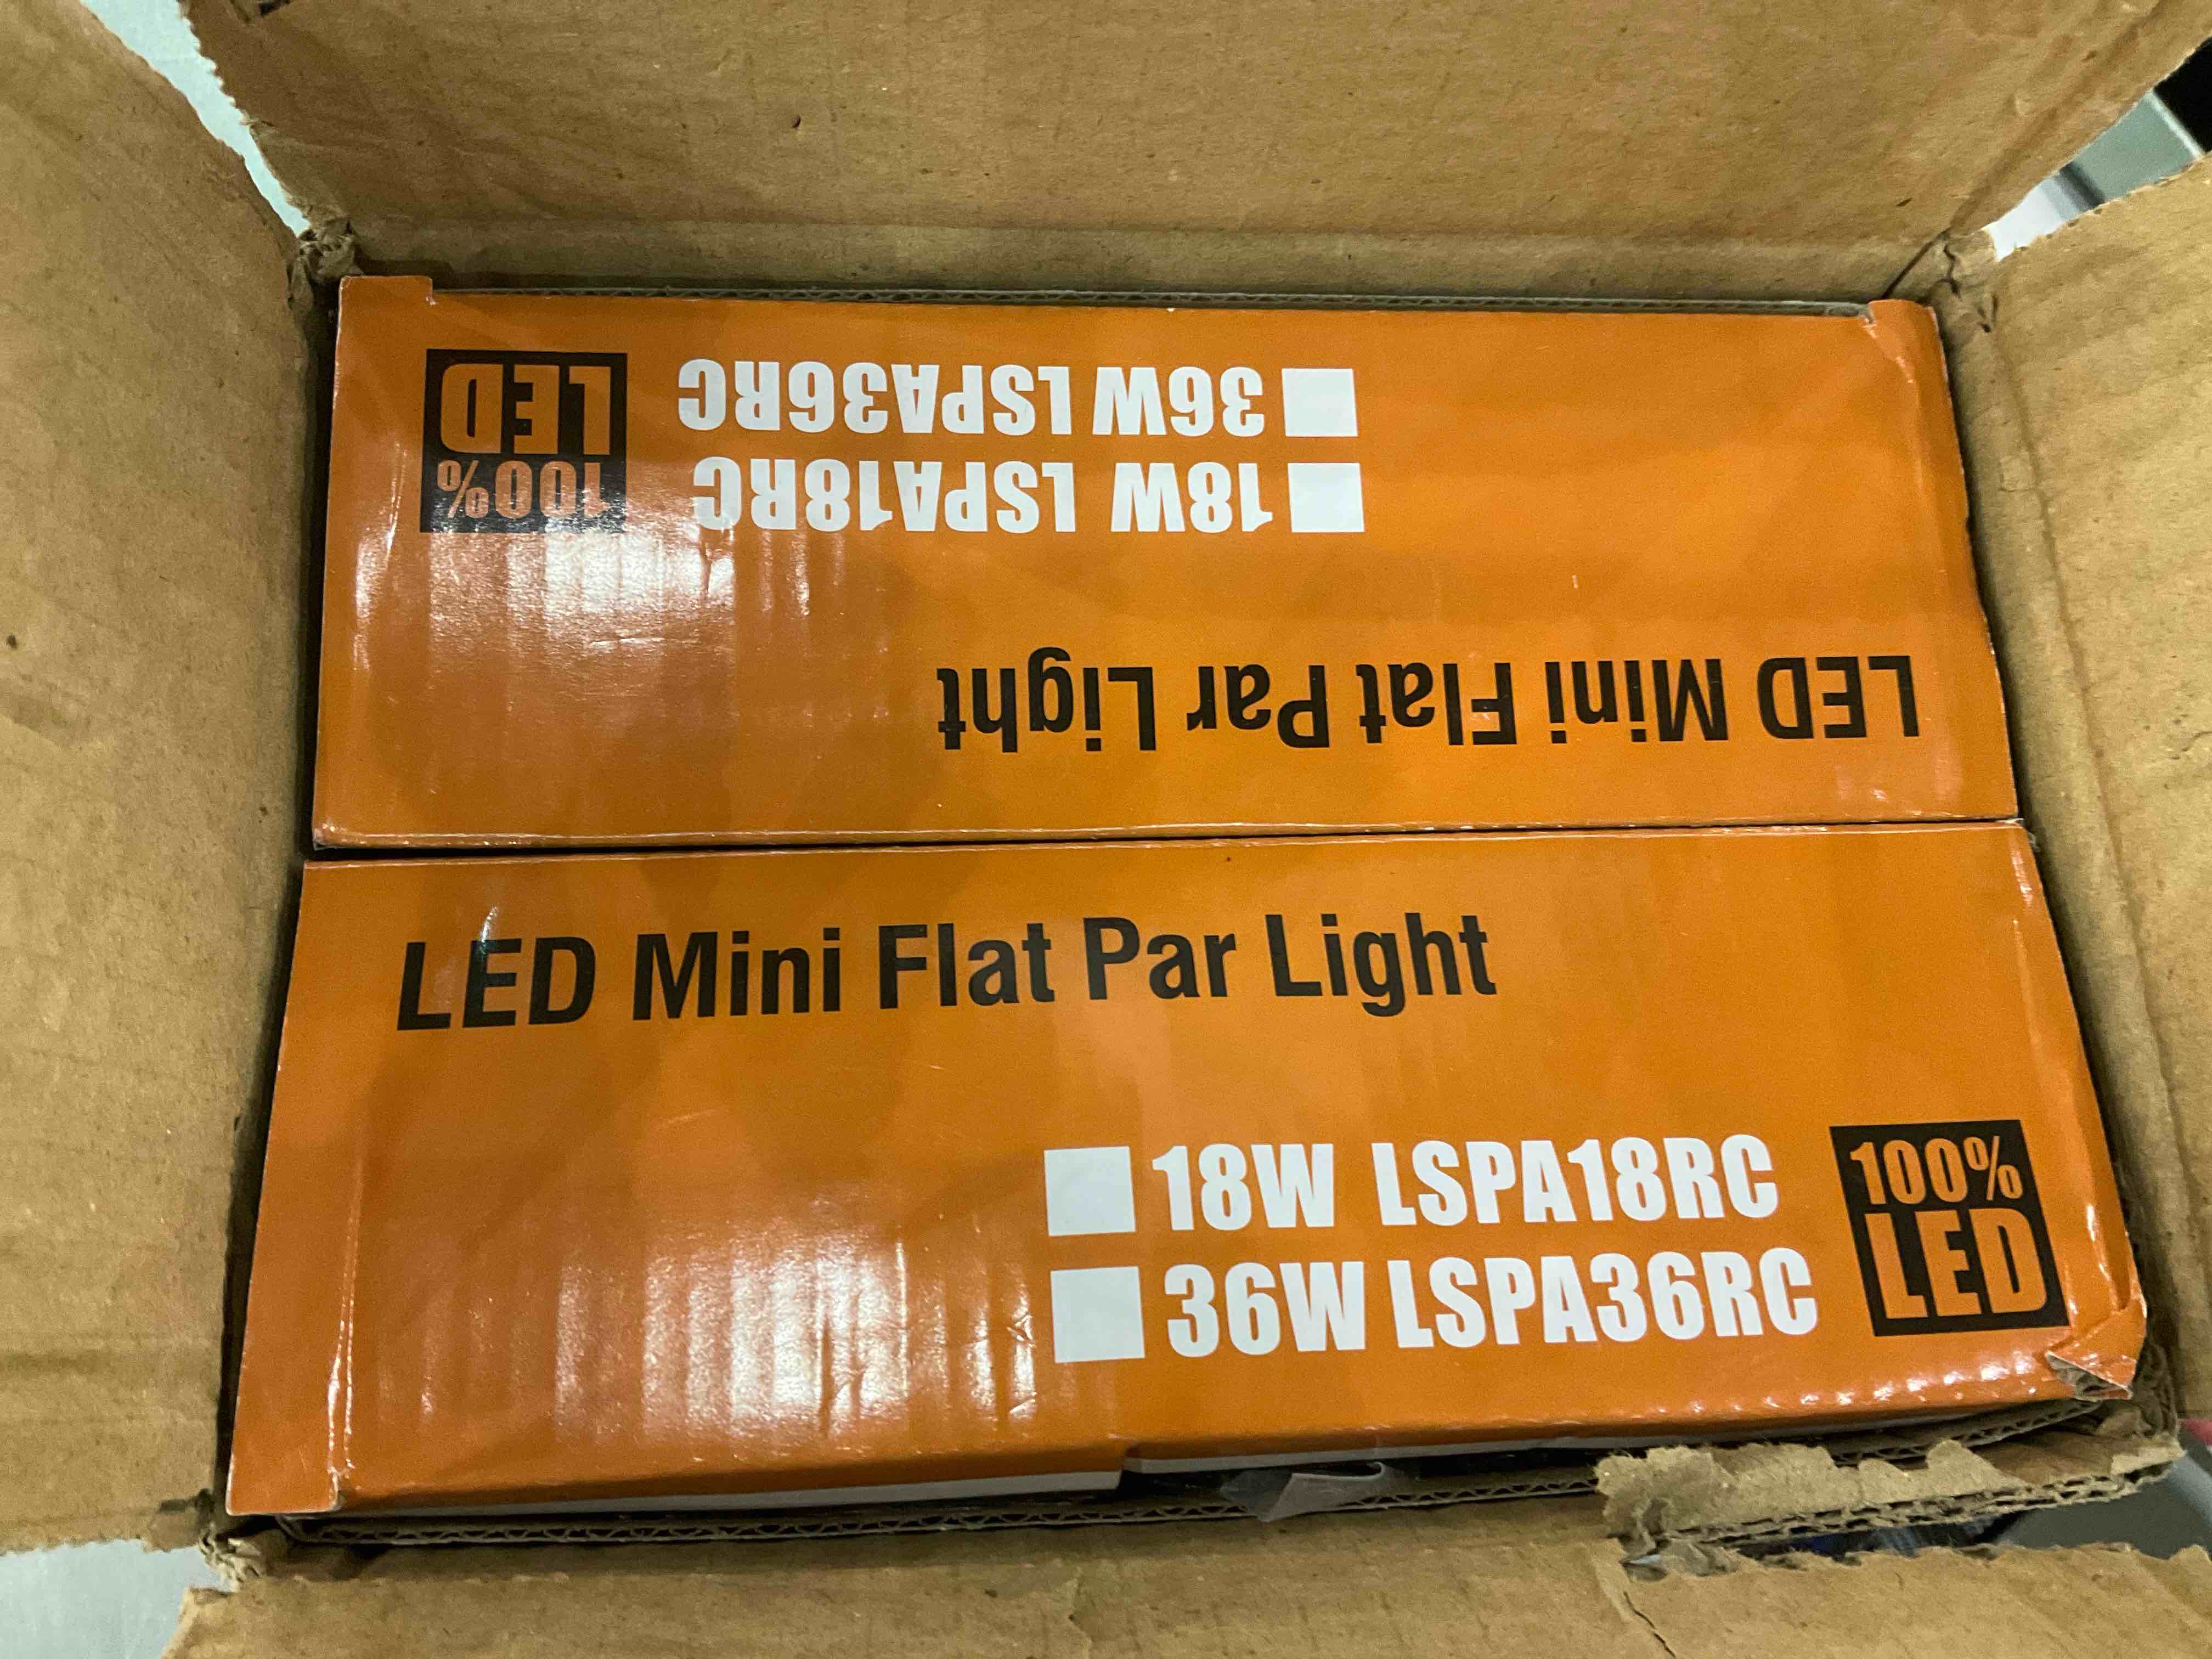 36W LSPA36RC
18W LSPA18RC
100%
LED
LED Mini Flat Par Light
LED Mini Flat Par Light
18W LSPA18RC
36W LSPA36RC
100%
LED